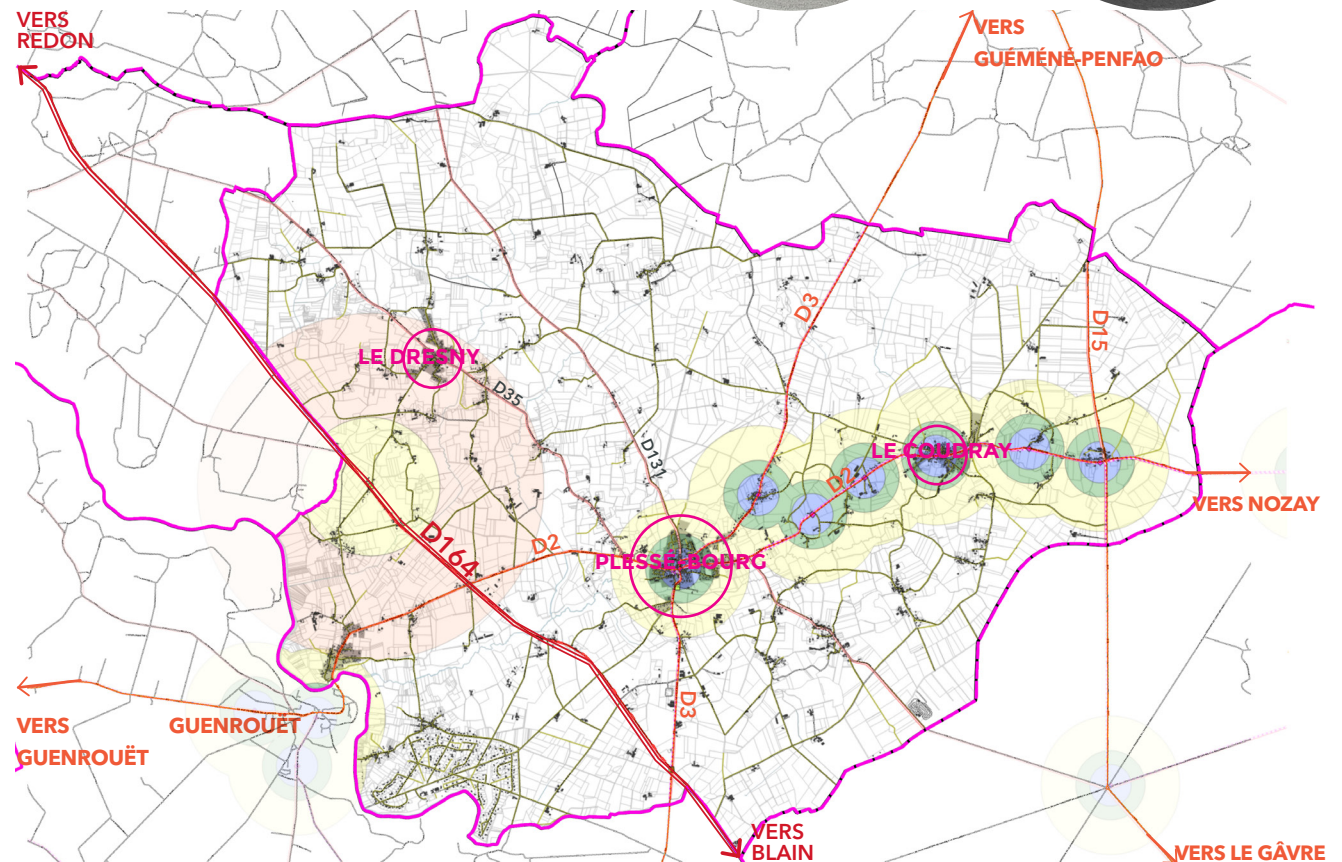 VERS
REDON
VERS
GUÉMÉNÉ-PENFAO
D3
D15
LE DRESNY
D35
D131
LE COUDRAY
D2
VERS NOZAY
D164
D2
PLESSÉ-BOURG
D3
GUENROUËT
VERS
GUENROUËT
VERS
BLAIN
VERS LE GÂVRE